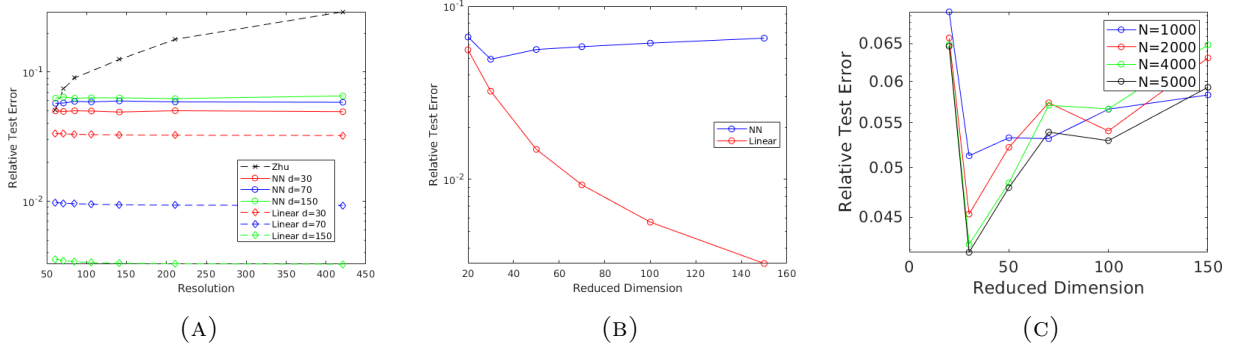 10⁻¹
10⁻²
Relative Test Error
50 100 150 200 250 300 350 400 450
Resolution
Zhu
NN d=30
NN d=70
NN d=150
Linear d=30
Linear d=70
Linear d=150
(A)
10⁻¹
10⁻²
Relative Test Error
20 40 60 80 100 120 140 160
Reduced Dimension
NN
Linear
(B)
0.065
0.06
0.055
0.05
0.045
Relative Test Error
0 50 100 150
Reduced Dimension
N=1000
N=2000
N=4000
N=5000
(C)